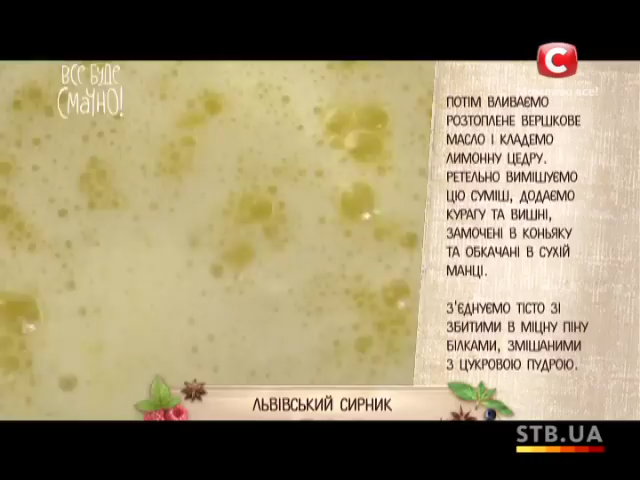 ВСЕ БУДЕ
СМАЧНО!
ПОТІМ ВЛИВАЄМО
РОЗТОПЛЕНЕ ВЕРШКОВЕ
МАСЛО І КЛАДЕМО
ЛИМОННУ ЦЕДРУ.
РЕТЕЛЬНО ВИМІШУЄМО
ЦЮ СУМІШ, ДОДАЄМО
КУРАГУ ТА ВИШНІ,
ЗАМОЧЕНІ В КОНЬЯКУ
ТА ОБКАЧАНІ В СУХІЙ
МАНЦІ.
З'ЄДНУЄМО ТІСТО ЗІ
ЗБИТИМИ В МІЦНУ ПІНУ
БІЛКАМИ, ЗМІШАНИМИ
З ЦУКРОВОЮ ПУДРОЮ.
ЛЬВІВСЬКИЙ СИРНИК
STB.UA